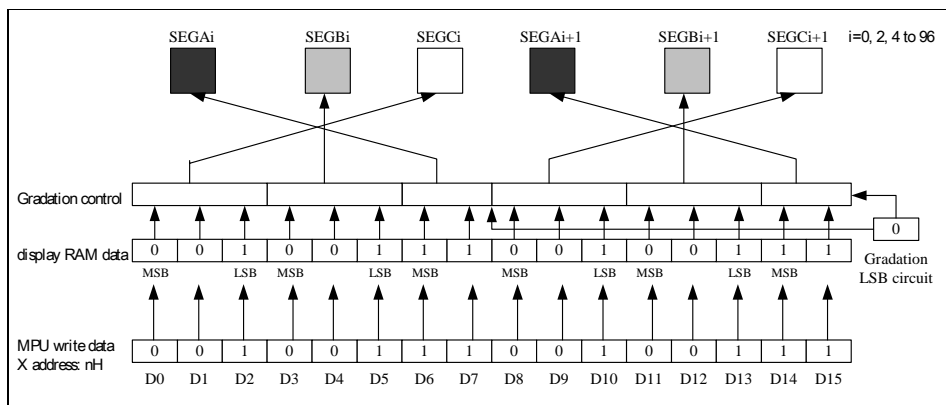 SEGAi SEGBi SEGCi SEGAi+1 SEGBi+1 SEGCi+1 i=0, 2, 4 to 96
Gradation control
0
display RAM data 0 0 1 0 0 1 1 1 0 0 1 0 0 1 1 1
Gradation
LSB circuit
MSB LSB MSB LSB MSB MSB LSB MSB LSB MSB
MPU write data
X address: nH
0 0 1 0 0 1 1 1 0 0 1 0 0 1 1 1
D0 D1 D2 D3 D4 D5 D6 D7 D8 D9 D10 D11 D12 D13 D14 D15